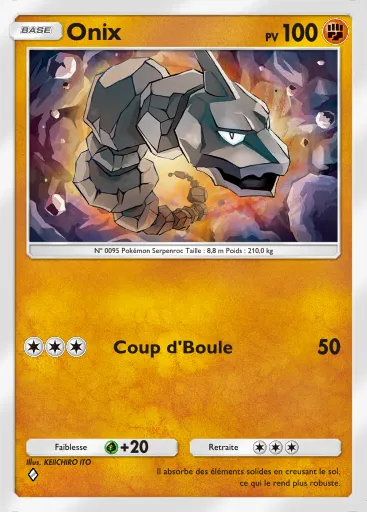 BASE
Onix
PV 100
N° 0095 Pokémon Serpenroc Taille : 8,8 m Poids : 210,0 kg
Coup d'Boule 50
Faiblesse +20 Retraite
Illus. KEIICHIRO ITO
Il absorbe des éléments solides en creusant le sol,
ce qui le rend plus robuste.